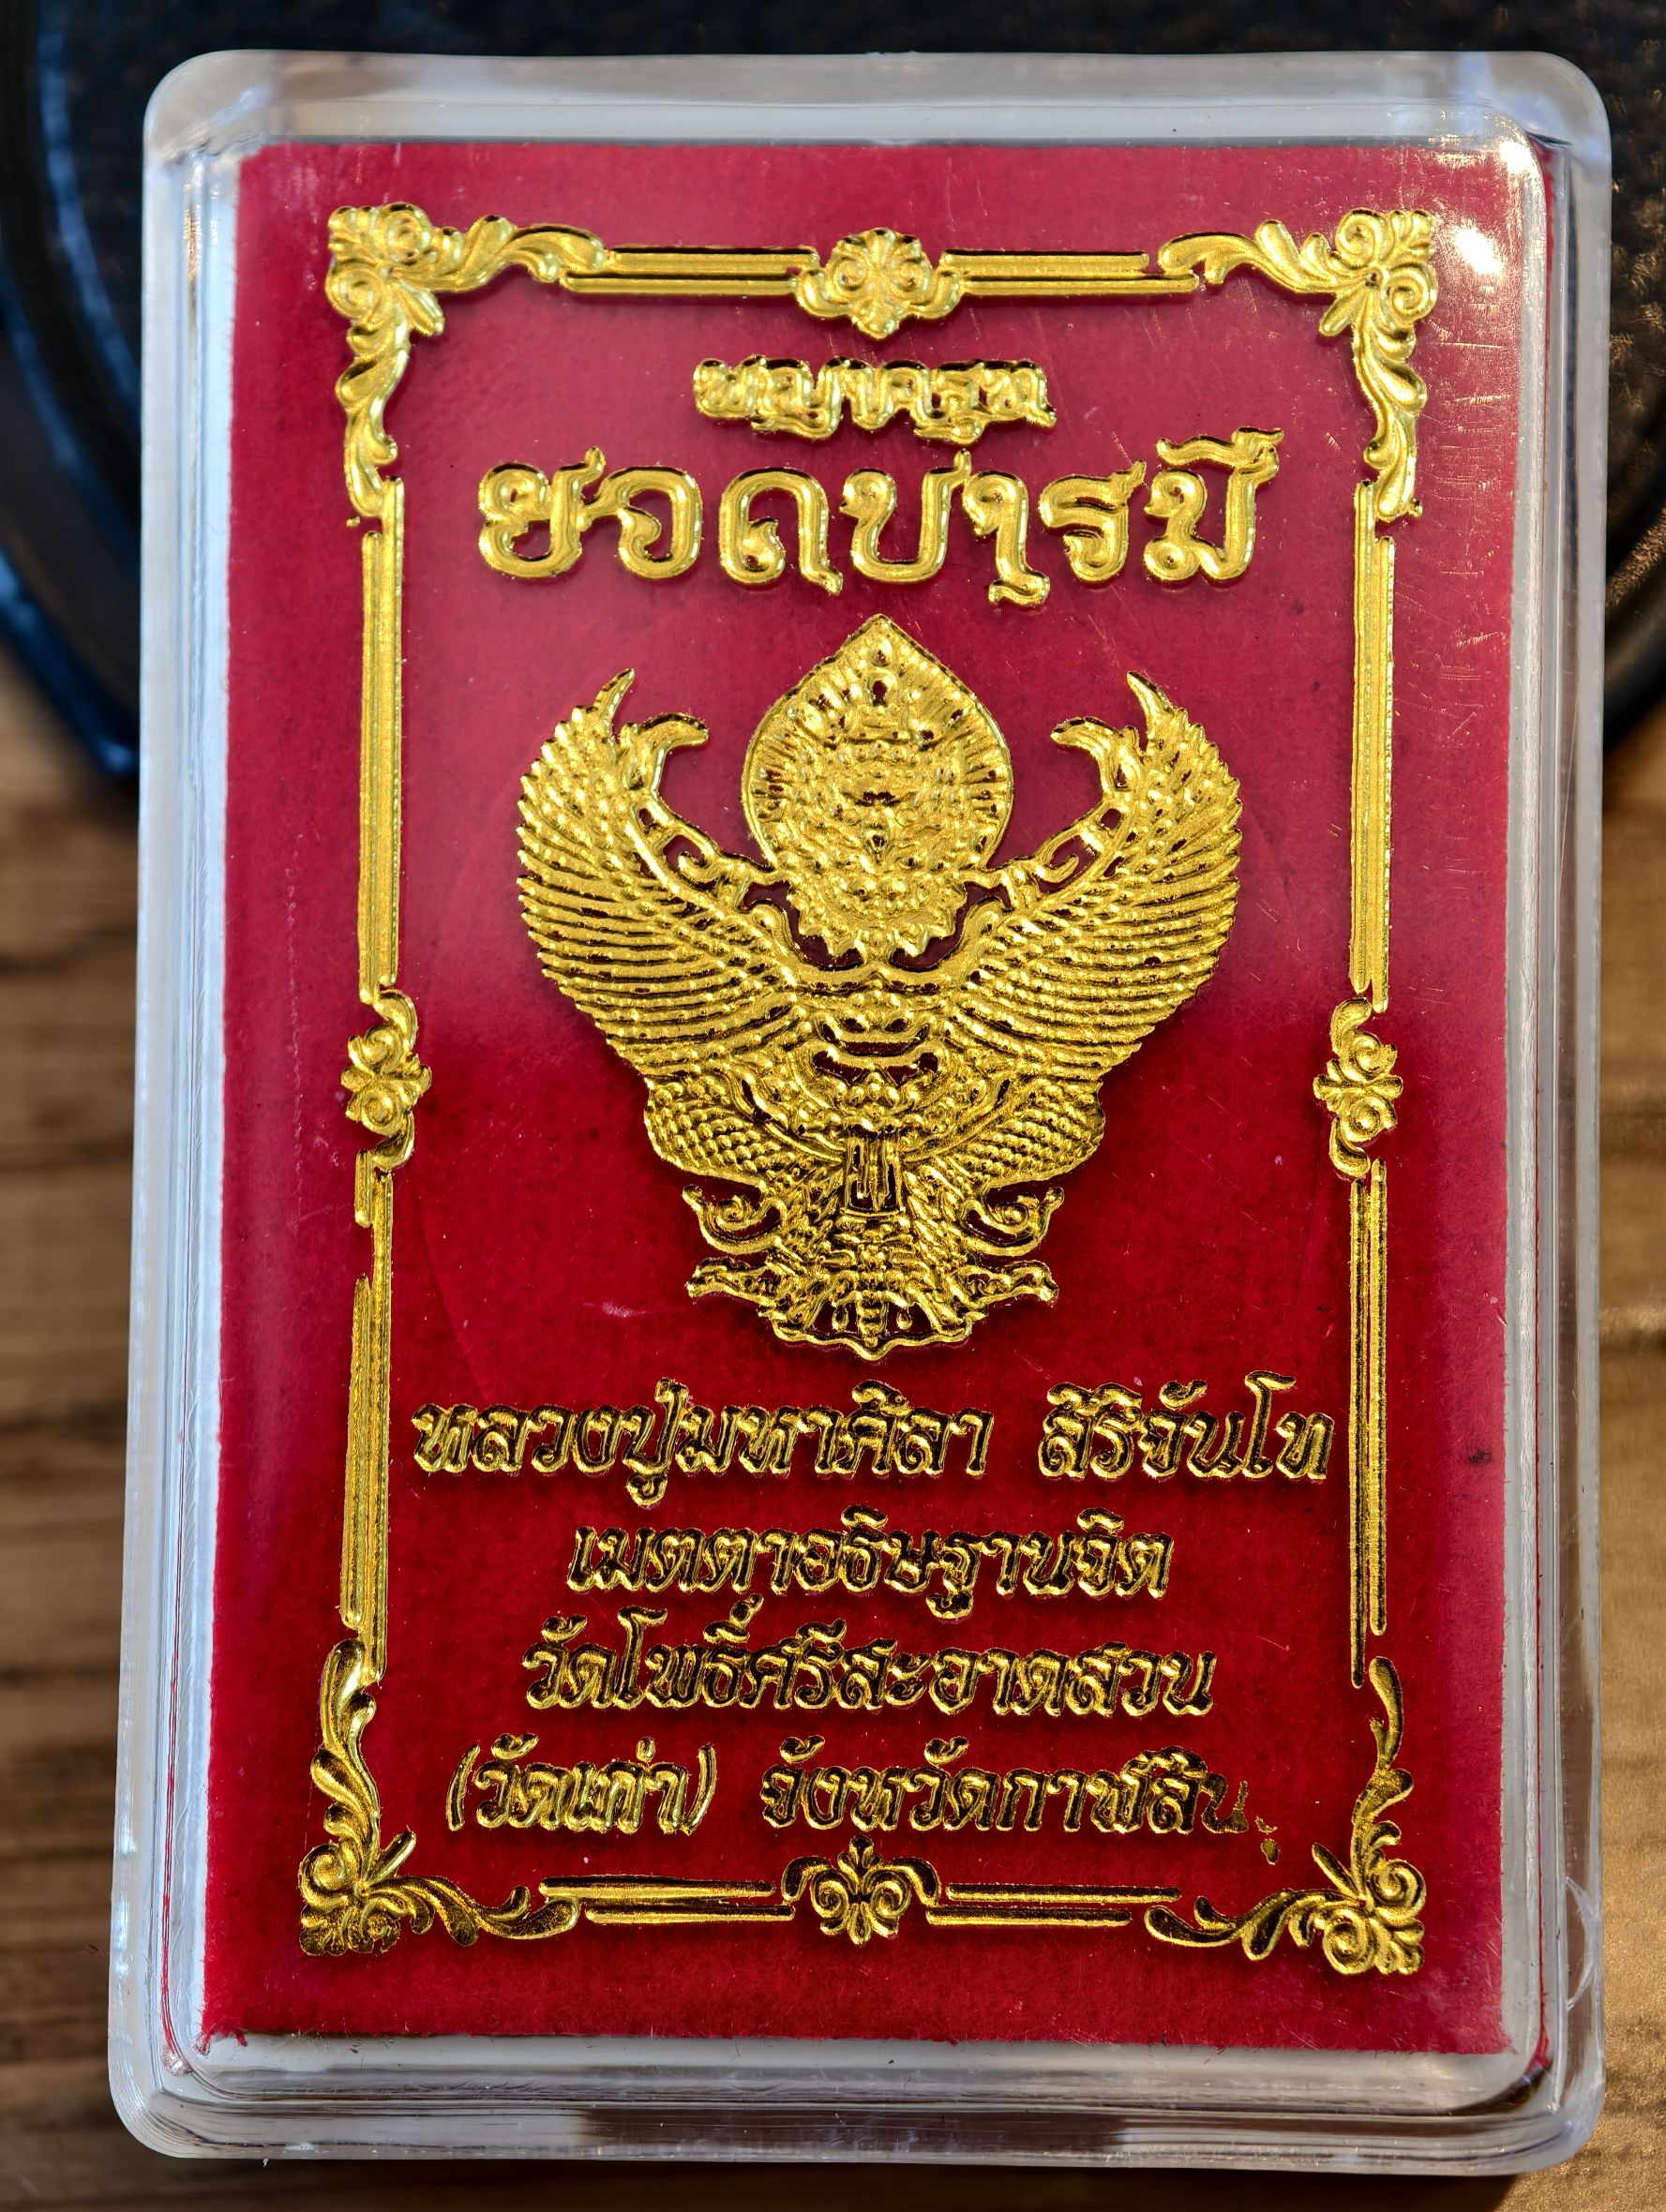 พญาครุฑ
ยอดบารมี
หลวงปู่มหาศิลา สิริจันโท
เมตตาอธิษฐานจิต
วัดโพธิ์ศรีสะอาดสวน
(วัดเก่า) จังหวัดกาฬสิน